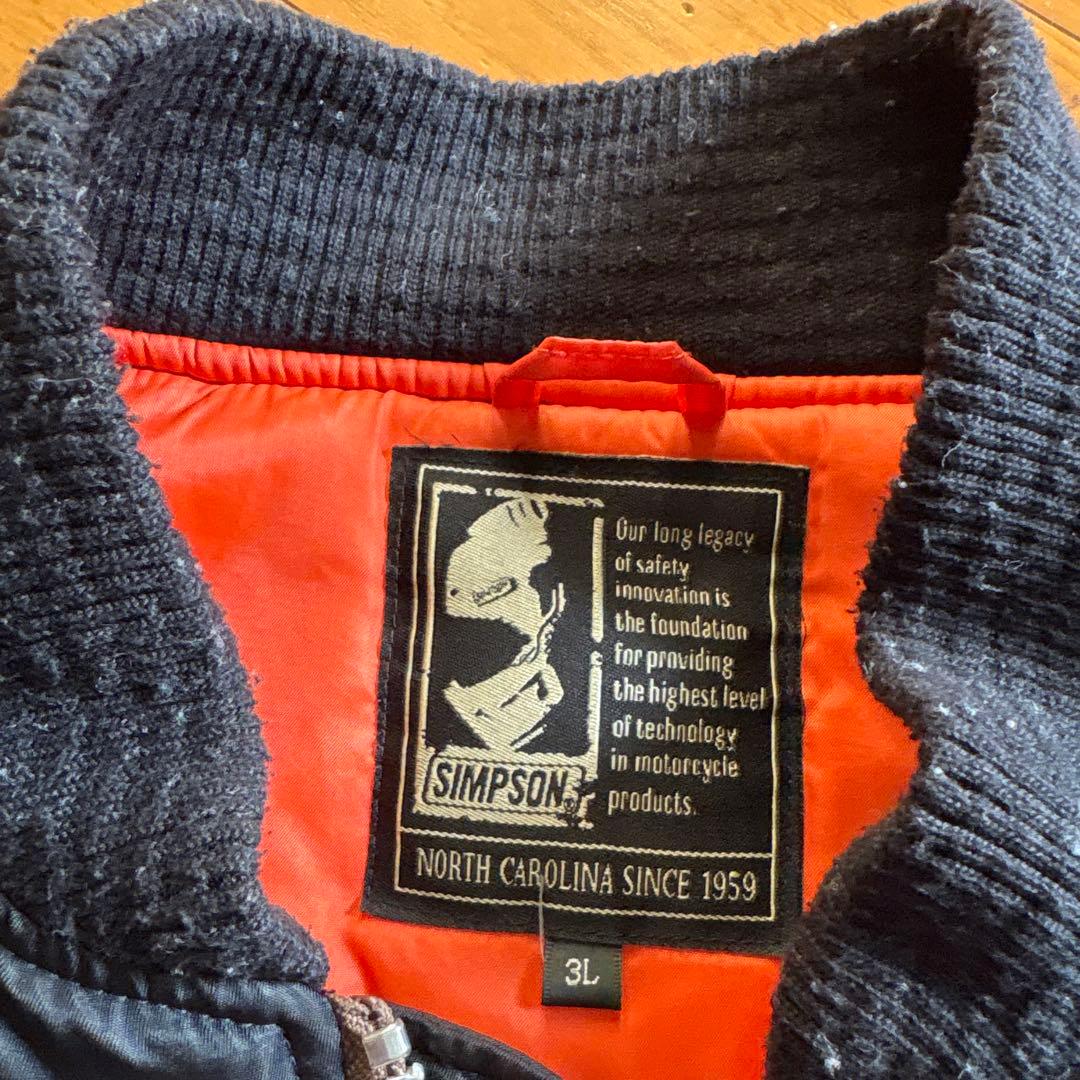 Our long legacy
of safety
innovation is
the foundation
for providing
the highest level
of technology
in motorcycle
products.
SIMPSON
NORTH CAROLINA SINCE 1959
3L